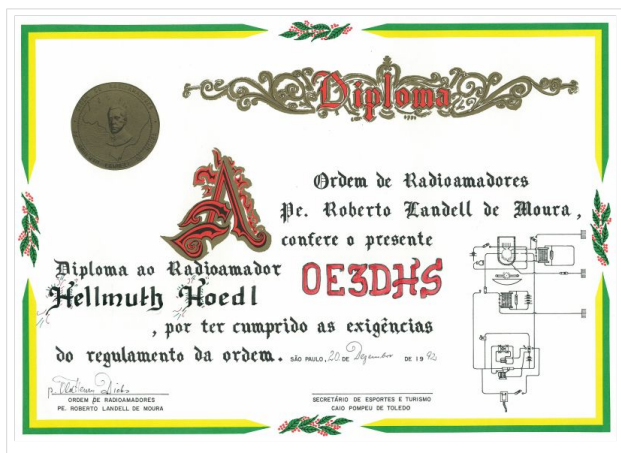 Diploma
A Ordem de Radioamadores
Pe. Roberto Landell de Moura,
confere o presente
Diploma ao Radioamador OE3DHS
Hellmuth Hoedl
, por ter cumprido as exigências
do regulamento da ordem. SÃO PAULO, 20 DE Dezembro DE 1992
ORDEM DE RADIOAMADORES
PE. ROBERTO LANDELL DE MOURA
SECRETÁRIO DE ESPORTES E TURISMO
CAIO POMPEU DE TOLEDO